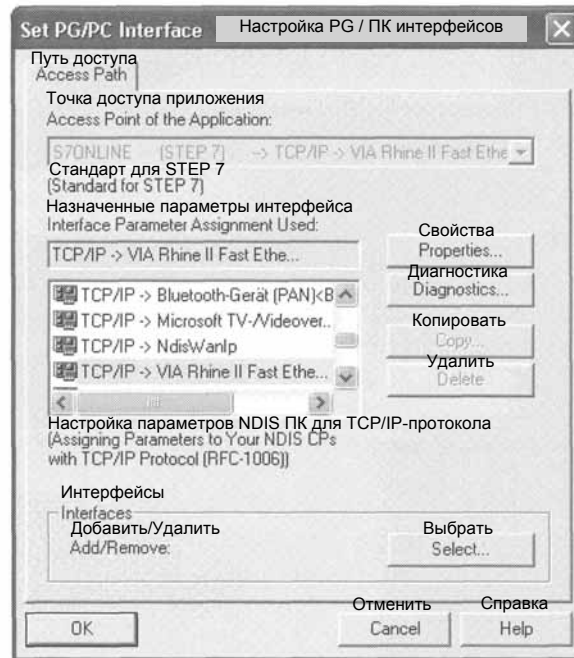 Set PG/PC Interface
Настройка PG / ПК интерфейсов
Путь доступа
Access Path
Точка доступа приложения
Access Point of the Application:
S7ONLINE (STEP 7) --> TCP/IP -> VIA Rhine II Fast Ethe
Стандарт для STEP 7
(Standard for STEP 7)
Назначенные параметры интерфейса
Interface Parameter Assignment Used:
TCP/IP -> VIA Rhine II Fast Ethe...
Свойства
Properties...
TCP/IP -> Bluetooth-Gerät (PAN)<B
TCP/IP -> Microsoft TV-/Videover..
TCP/IP -> NdisWanIp
TCP/IP -> VIA Rhine II Fast Ethe...
Диагностика
Diagnostics...
Копировать
Copy...
Удалить
Delete
Настройка параметров NDIS ПК для TCP/IP-протокола
(Assigning Parameters to Your NDIS CPs
with TCP/IP Protocol (RFC-1006))
Интерфейсы
Interfaces
Добавить/Удалить
Add/Remove:
Выбрать
Select...
OK
Отменить
Cancel
Справка
Help